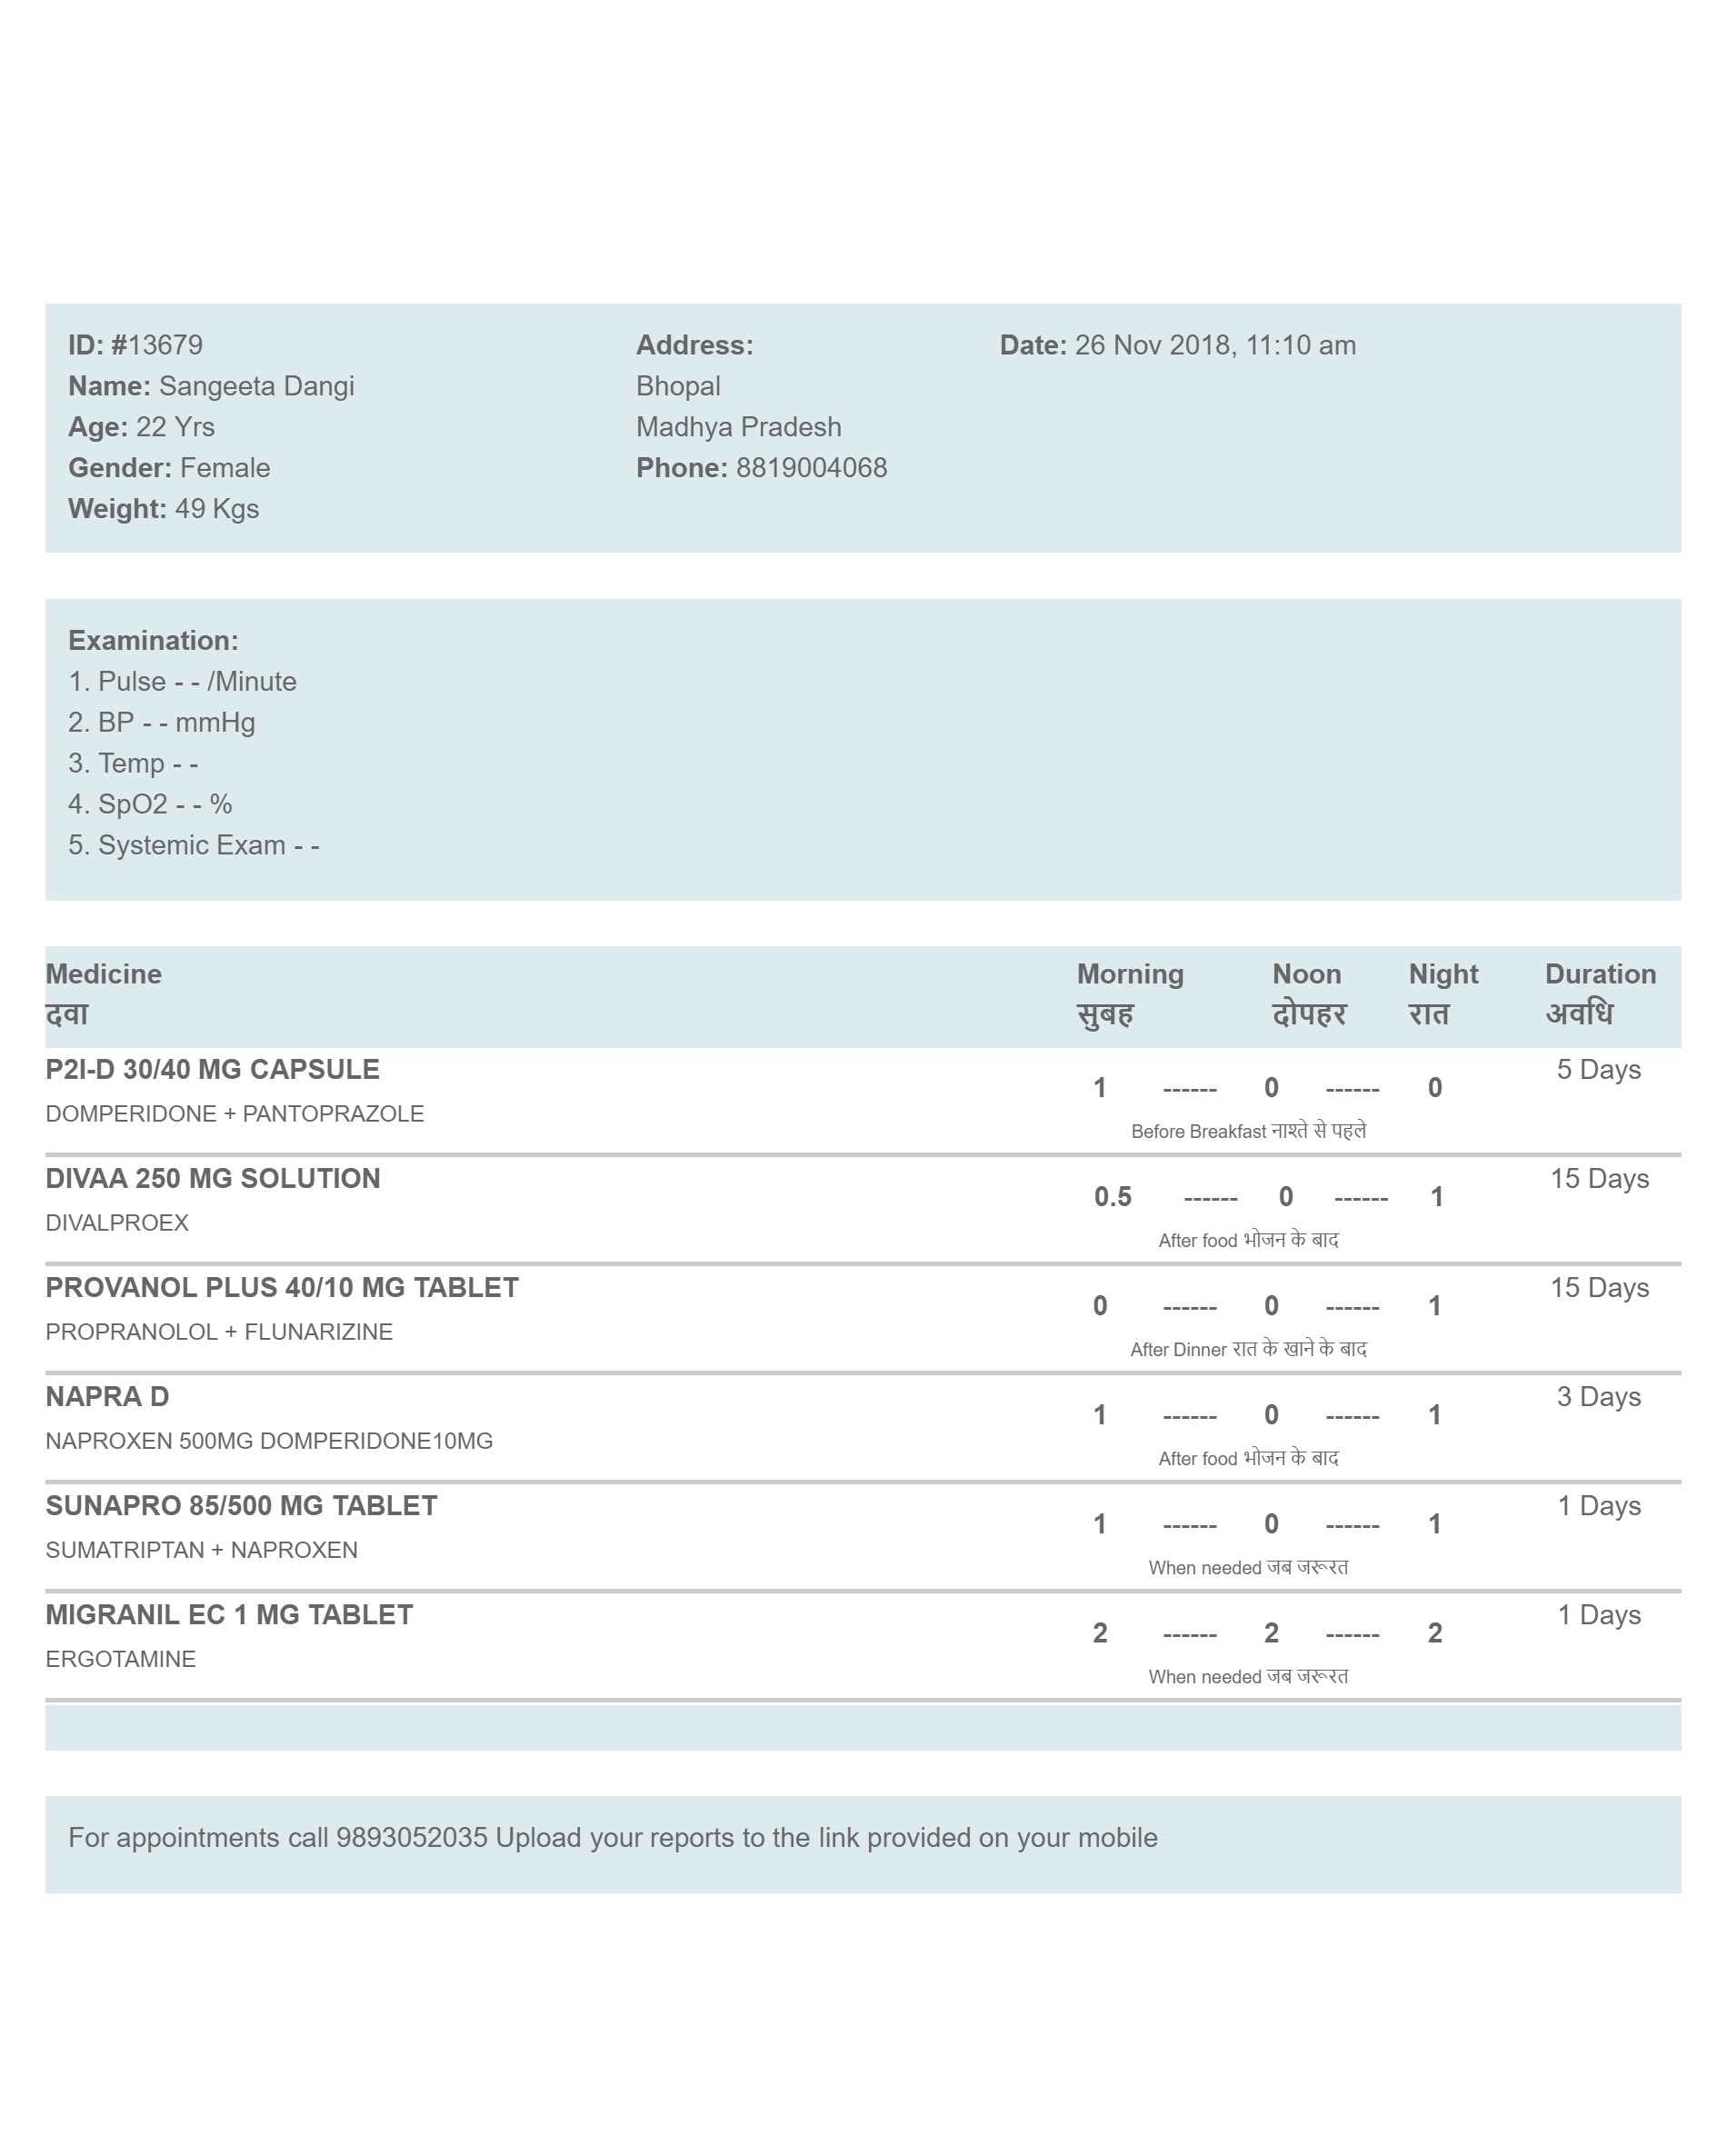 ID: #13679 Address: Date: 26 Nov 2018, 11:10 am
Name: Sangeeta Dangi Bhopal
Age: 22 Yrs Madhya Pradesh
Gender: Female Phone: 8819004068
Weight: 49 Kgs
Examination:
1. Pulse - - /Minute
2. BP - - mmHg
3. Temp - -
4. SpO2 - - %
5. Systemic Exam - -
Medicine Morning Noon Night Duration
दवा सुबह दोपहर रात अवधि
P2I-D 30/40 MG CAPSULE 5 Days
1 ------ 0 ------ 0
DOMPERIDONE + PANTOPRAZOLE
Before Breakfast नाश्ते से पहले
DIVAA 250 MG SOLUTION 15 Days
0.5 ------ 0 ------ 1
DIVALPROEX
After food भोजन के बाद
PROVANOL PLUS 40/10 MG TABLET 15 Days
0 ------ 0 ------ 1
PROPRANOLOL + FLUNARIZINE
After Dinner रात के खाने के बाद
NAPRA D 3 Days
1 ------ 0 ------ 1
NAPROXEN 500MG DOMPERIDONE10MG
After food भोजन के बाद
SUNAPRO 85/500 MG TABLET 1 Days
1 ------ 0 ------ 1
SUMATRIPTAN + NAPROXEN
When needed जब जरूरत
MIGRANIL EC 1 MG TABLET 1 Days
2 ------ 2 ------ 2
ERGOTAMINE
When needed जब जरूरत
For appointments call 9893052035 Upload your reports to the link provided on your mobile